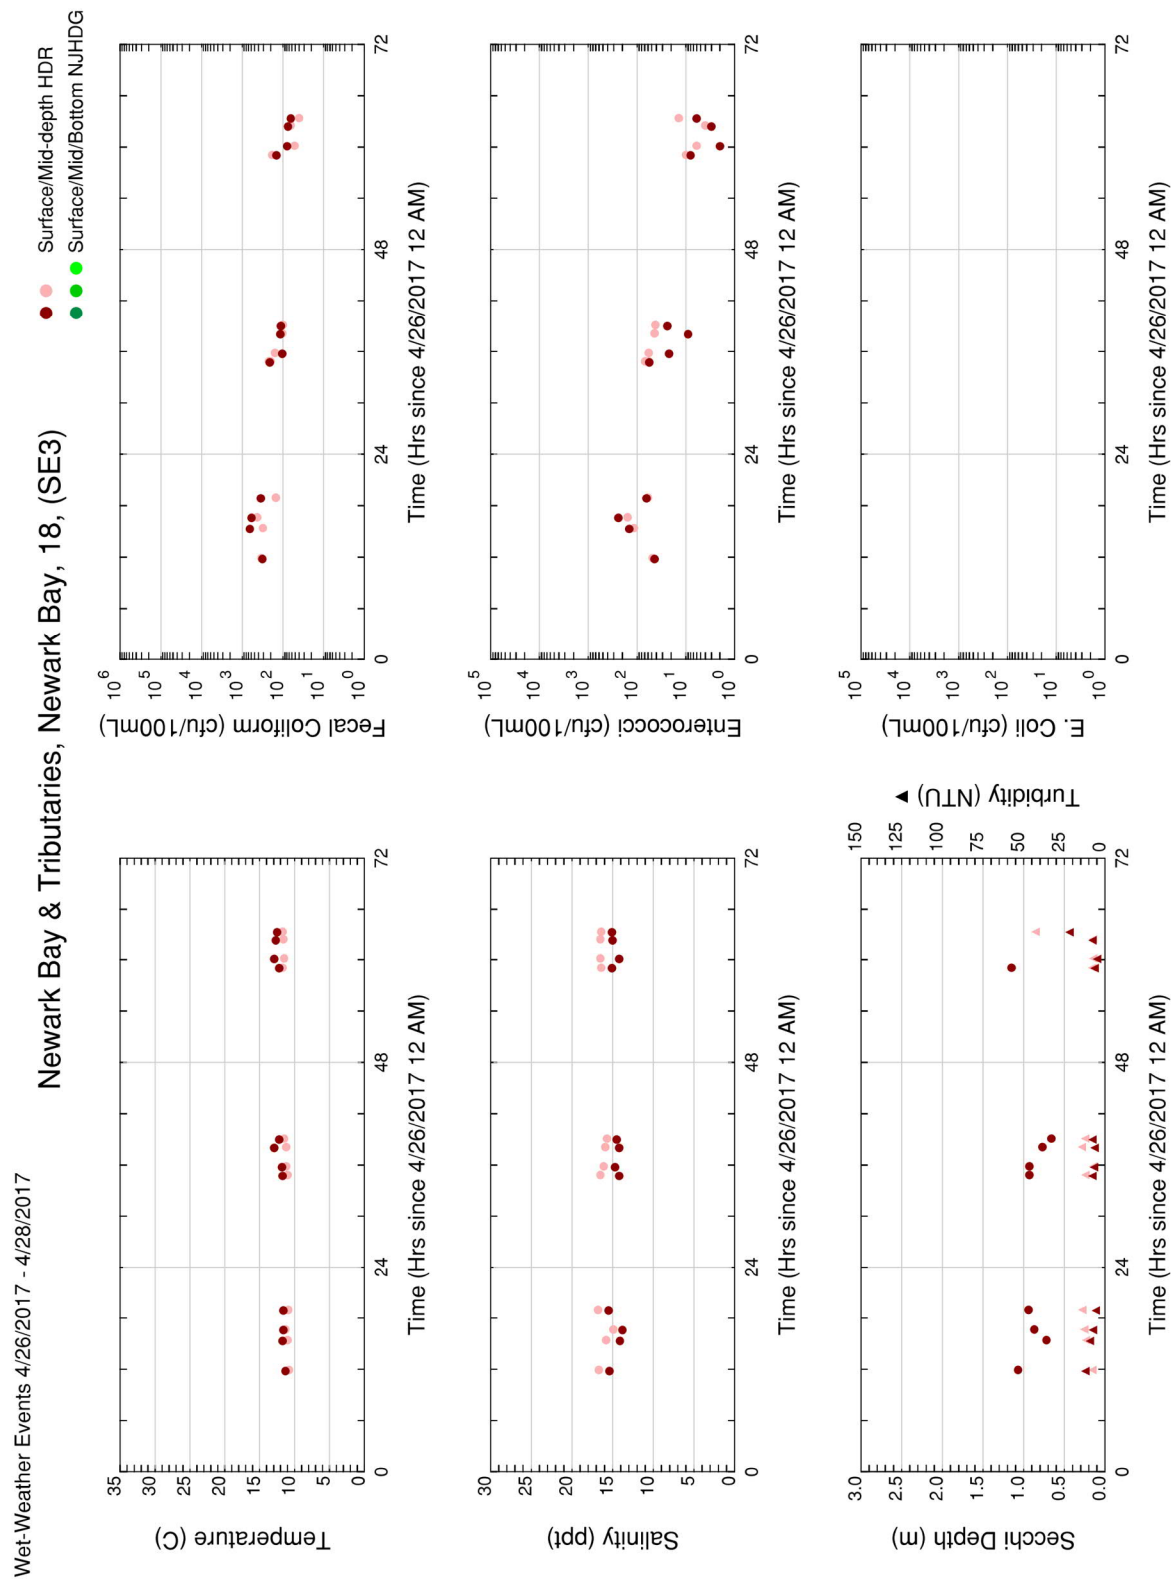 Wet-Weather Events 4/26/2017 - 4/28/2017
Newark Bay & Tributaries, Newark Bay, 18, (SE3)
Surface/Mid-depth HDR
Surface/Mid/Bottom NJHDG
Temperature (C)
35
30
25
20
15
10
5
0
0 24 48 72
Time (Hrs since 4/26/2017 12 AM)
Fecal Coliform (cfu/100mL)
10 6
10 5
10 4
10 3
10 2
10 1
10 0
0 24 48 72
Time (Hrs since 4/26/2017 12 AM)
Salinity (ppt)
30
25
20
15
10
5
0
0 24 48 72
Time (Hrs since 4/26/2017 12 AM)
Enterococci (cfu/100mL)
10 5
10 4
10 3
10 2
10 1
10 0
0 24 48 72
Time (Hrs since 4/26/2017 12 AM)
Secchi Depth (m)
3.0
2.5
2.0
1.5
1.0
0.5
0.0
0 24 48 72
Time (Hrs since 4/26/2017 12 AM)
150
125
100
75
50
25
0
Turbidity (NTU)
E. Coli (cfu/100mL)
10 5
10 4
10 3
10 2
10 1
10 0
0 24 48 72
Time (Hrs since 4/26/2017 12 AM)